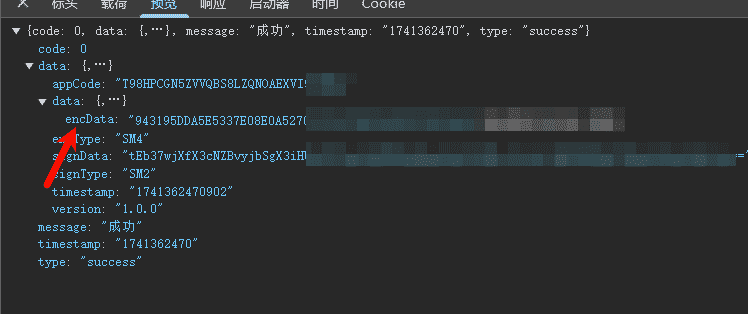 标头 载荷 预览 响应 启动器 时间 Cookie
{code: 0, data: {,…}, message: "成功", timestamp: "1741362470", type: "success"}
code: 0
data: {,…}
appCode: "T98HPCGN5ZVVQBS8LZQNOAEXVI
data: {,…}
encData: "943195DDA5E5337E08E0A5270
Type: "SM4"
signData: "tEb37wjXfX3cNZBvyjbSgX3iH
signType: "SM2"
timestamp: "1741362470902"
version: "1.0.0"
message: "成功"
timestamp: "1741362470"
type: "success"